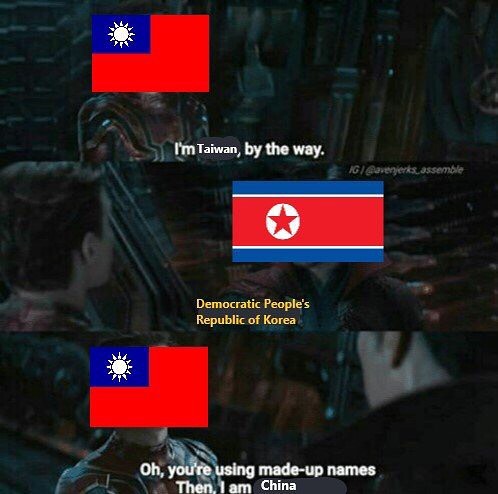 I'm Taiwan, by the way.
IG | @avenjerks_assemble
Democratic People's
Republic of Korea
Oh, you're using made-up names
Then, I am China